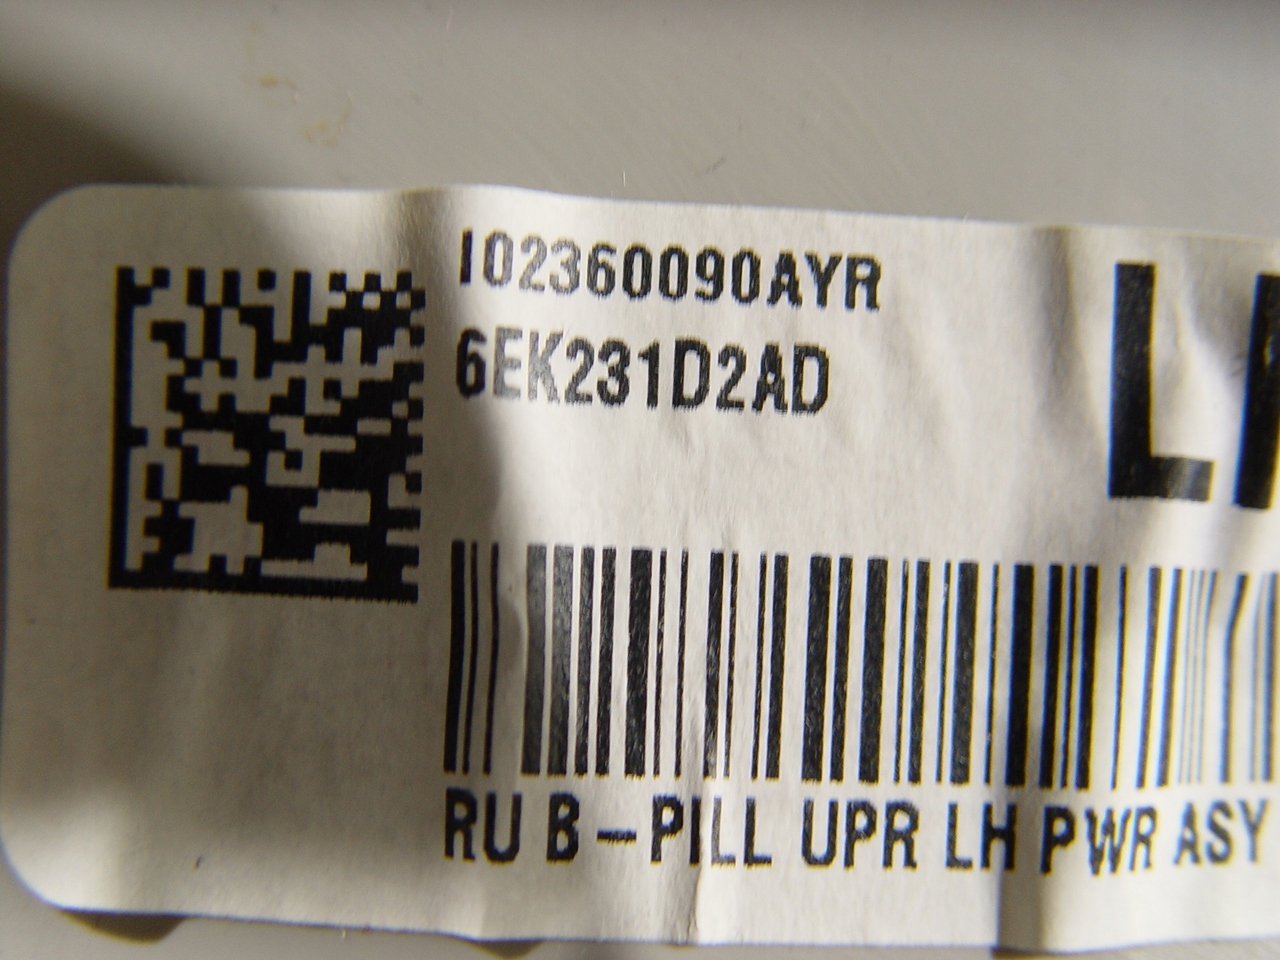 I02360090AYR
6EK231D2AD
L
RU B-PILL UPR LH PWR ASY